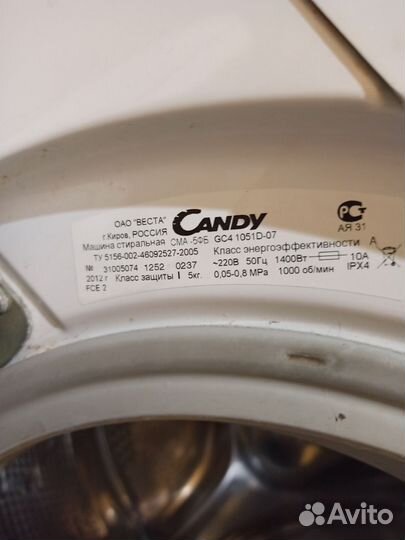 ОАО "ВЕСТА"
г.Киров, РОССИЯ
CANDY
РСТ
АЯ 31
Машина стиральная СМА -5ФБ GC4 1051D-07
ТУ 5156-002-46092527-2005 Класс энергоэффективности А
№ 31005074 1252 0237 ~220В 50Гц 1400Вт 10А
2012 г Класс защиты I 5кг. 0,05-0,8 MPa 1000 об/мин IPX4
FCE 2
Avito